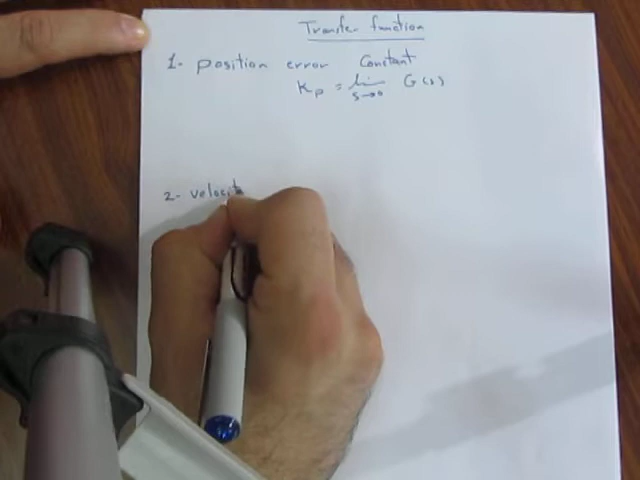 Transfer function
1- position error Constant
Kp = lim G(s)
s→0
2- velocit